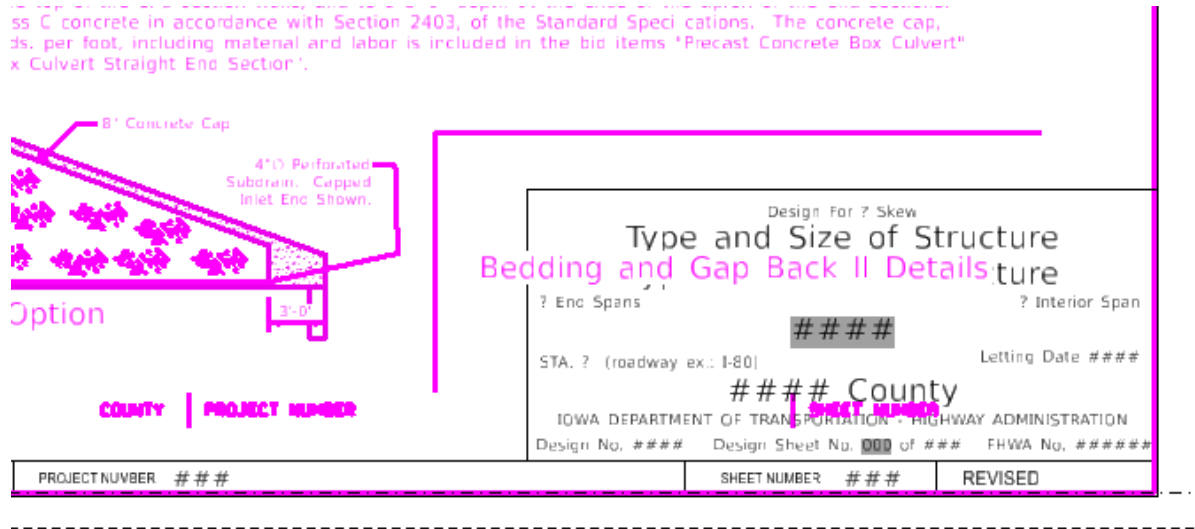 ss C concrete in accordance with Section 2403, of the Standard Speci cations. The concrete cap,
ds. per foot, including material and labor is included in the bid items "Precast Concrete Box Culvert"
x Culvert Straight End Section".
8" Concrete Cap
4"∅ Perforated
Subdrain. Capped
Inlet End Shown.
Option
3'-0"
Design For ? Skew
Type and Size of Structure
Bedding and Gap Back II Details
ture
? End Spans
? Interior Span
####
STA. ? (roadway ex.: I-80)
Letting Date ####
#### County
COUNTY
PROJECT NUMBER
SHEET NUMBER
IOWA DEPARTMENT OF TRANSPORTATION - HIGHWAY ADMINISTRATION
Design No. #### Design Sheet No. 000 of ### FHWA No. ######
PROJECT NUMBER ###
SHEET NUMBER ###
REVISED